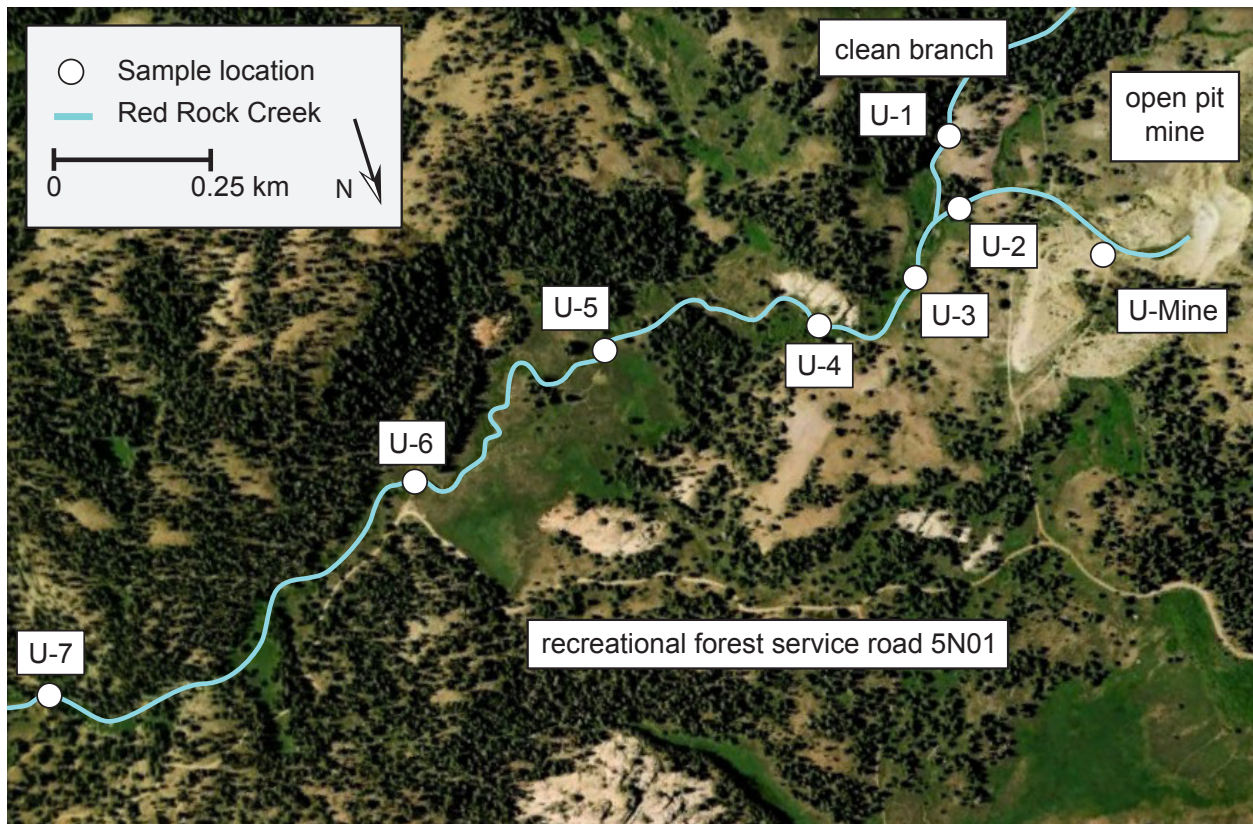 Sample location
Red Rock Creek
0
0.25 km
N
clean branch
open pit
mine
U-1
U-2
U-Mine
U-3
U-4
U-5
U-6
U-7
recreational forest service road 5N01